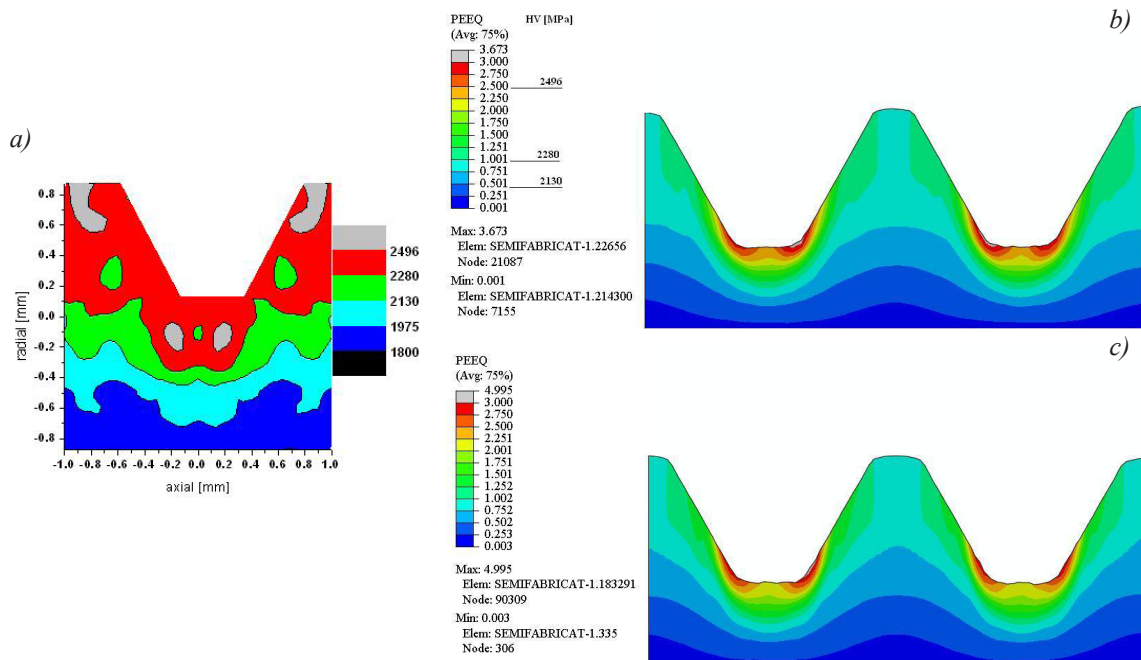 a)
0.8
0.6
0.4
0.2
0.0
-0.2
-0.4
-0.6
-0.8
radial [mm]
-1.0 -0.8 -0.6 -0.4 -0.2 0.0 0.2 0.4 0.6 0.8 1.0
axial [mm]
2496
2280
2130
1975
1800
b)
PEEQ HV [MPa]
(Avg: 75%)
3.673
3.000
2.750
2.500 2496
2.250
2.000
1.750
1.500
1.251
1.001 2280
0.751
0.501 2130
0.251
0.001
Max: 3.673
Elem: SEMIFABRICAT-1.22656
Node: 21087
Min: 0.001
Elem: SEMIFABRICAT-1.214300
Node: 7155
c)
PEEQ
(Avg: 75%)
4.995
3.000
2.750
2.500
2.251
2.001
1.751
1.501
1.252
1.002
0.752
0.502
0.253
0.003
Max: 4.995
Elem: SEMIFABRICAT-1.183291
Node: 90309
Min: 0.003
Elem: SEMIFABRICAT-1.335
Node: 306